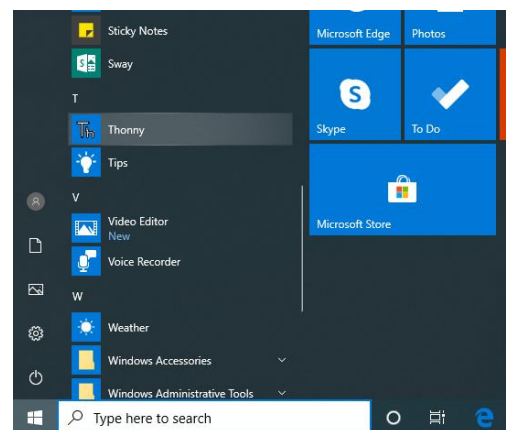 Sticky Notes
Sway
T
Thonny
Tips
V
Video Editor
New
Voice Recorder
W
Weather
Windows Accessories
Windows Administrative Tools
Microsoft Edge
Photos
S
Skype
To Do
Microsoft Store
Type here to search